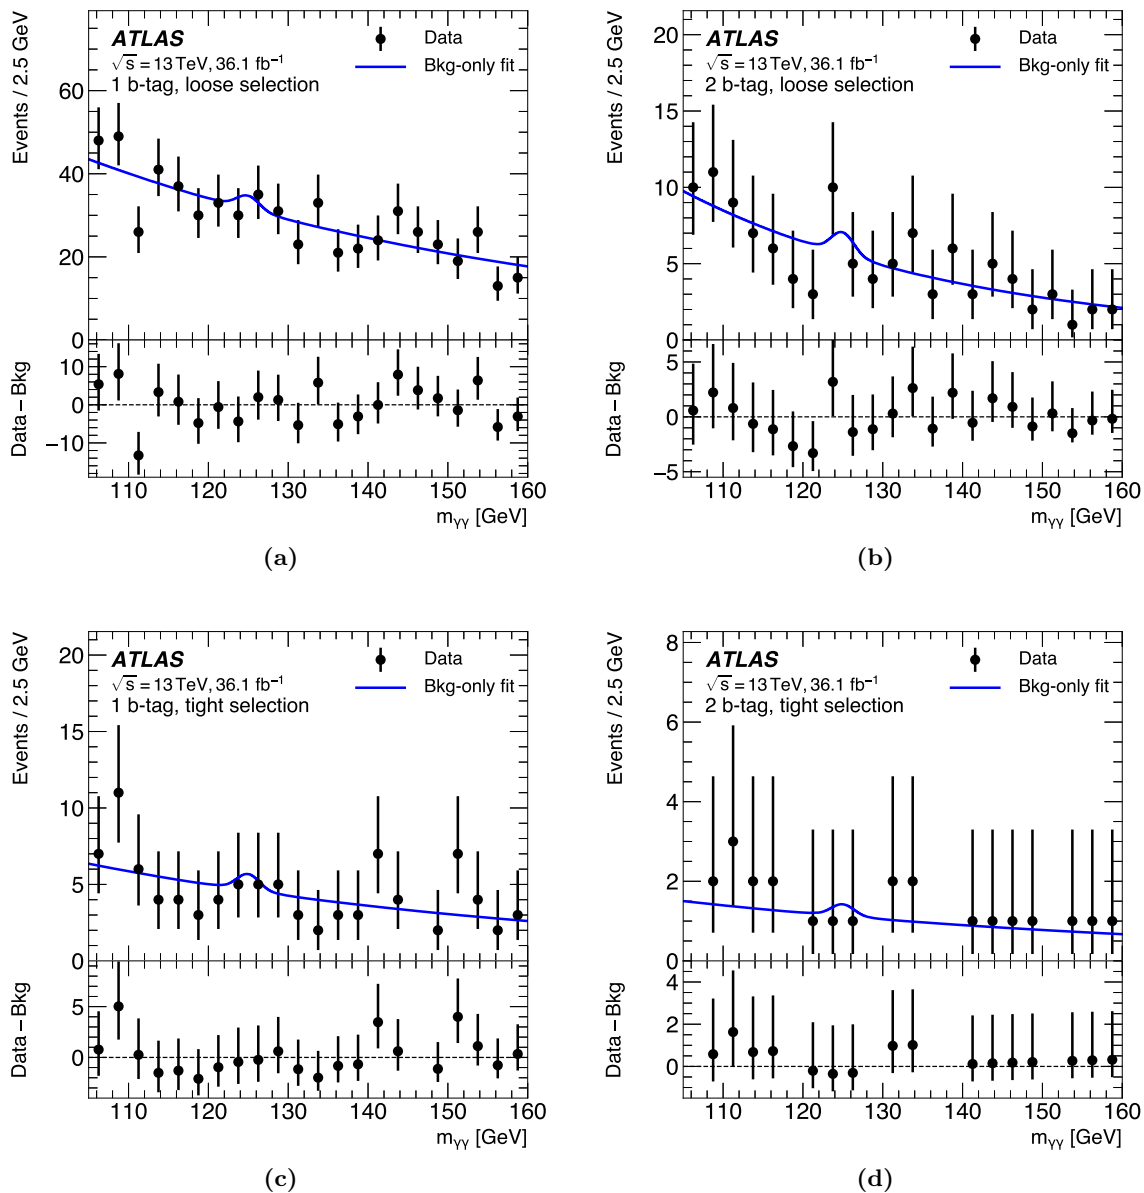 Events / 2.5 GeV
ATLAS
√s = 13 TeV, 36.1 fb⁻¹
1 b-tag, loose selection
Data
Bkg-only fit
60
40
20
0
Data − Bkg
10
0
−10
110 120 130 140 150 160
mγγ [GeV]
(a)
Events / 2.5 GeV
ATLAS
√s = 13 TeV, 36.1 fb⁻¹
2 b-tag, loose selection
Data
Bkg-only fit
20
15
10
5
0
Data − Bkg
5
0
−5
110 120 130 140 150 160
mγγ [GeV]
(b)
Events / 2.5 GeV
ATLAS
√s = 13 TeV, 36.1 fb⁻¹
1 b-tag, tight selection
Data
Bkg-only fit
20
15
10
5
0
Data − Bkg
5
0
110 120 130 140 150 160
mγγ [GeV]
(c)
Events / 2.5 GeV
ATLAS
√s = 13 TeV, 36.1 fb⁻¹
2 b-tag, tight selection
Data
Bkg-only fit
8
6
4
2
0
Data − Bkg
4
2
0
110 120 130 140 150 160
mγγ [GeV]
(d)